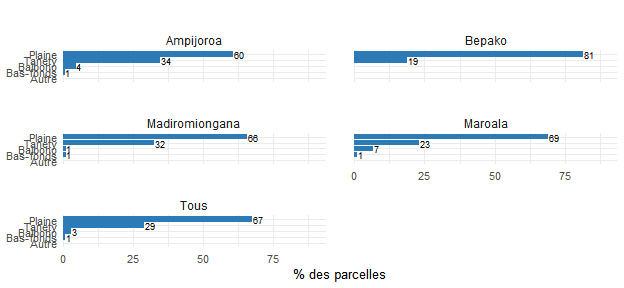 Ampijoroa
Bepako
Plaine 60 81
Tanety 34 19
Baiboho 4
Bas-fonds 1
Autre
Madiromiongana
Maroala
Plaine 66 69
Tanety 32 23
Baiboho 1 7
Bas-fonds 1 1
Autre
0 25 50 75
Tous
Plaine 67
Tanety 29
Baiboho 3
Bas-fonds 1
Autre
0 25 50 75
% des parcelles